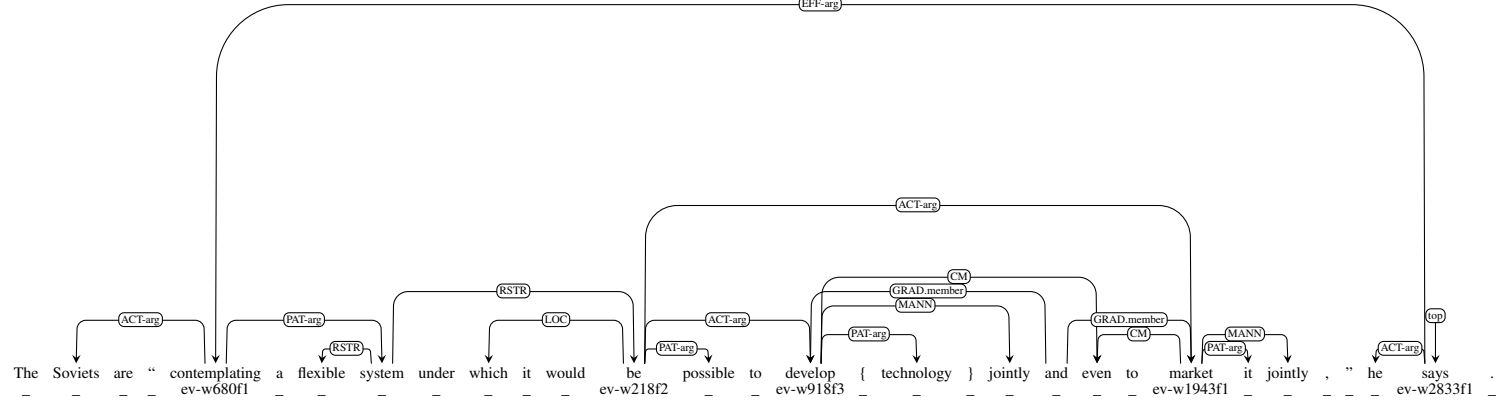 EFF-arg
ACT-arg
CM
RSTR GRAD.member
MANN
top
ACT-arg PAT-arg LOC ACT-arg GRAD.member
PAT-arg CM MANN
RSTR PAT-arg PAT-arg ACT-arg
The Soviets are “ contemplating a flexible system under which it would be possible to develop { technology } jointly and even to market it jointly , ” he says .
_ _ _ _ ev-w680f1 _ _ _ _ _ _ _ ev-w218f2 _ _ ev-w918f3 _ _ _ _ _ _ _ ev-w1943f1 _ _ _ _ _ ev-w2833f1 _